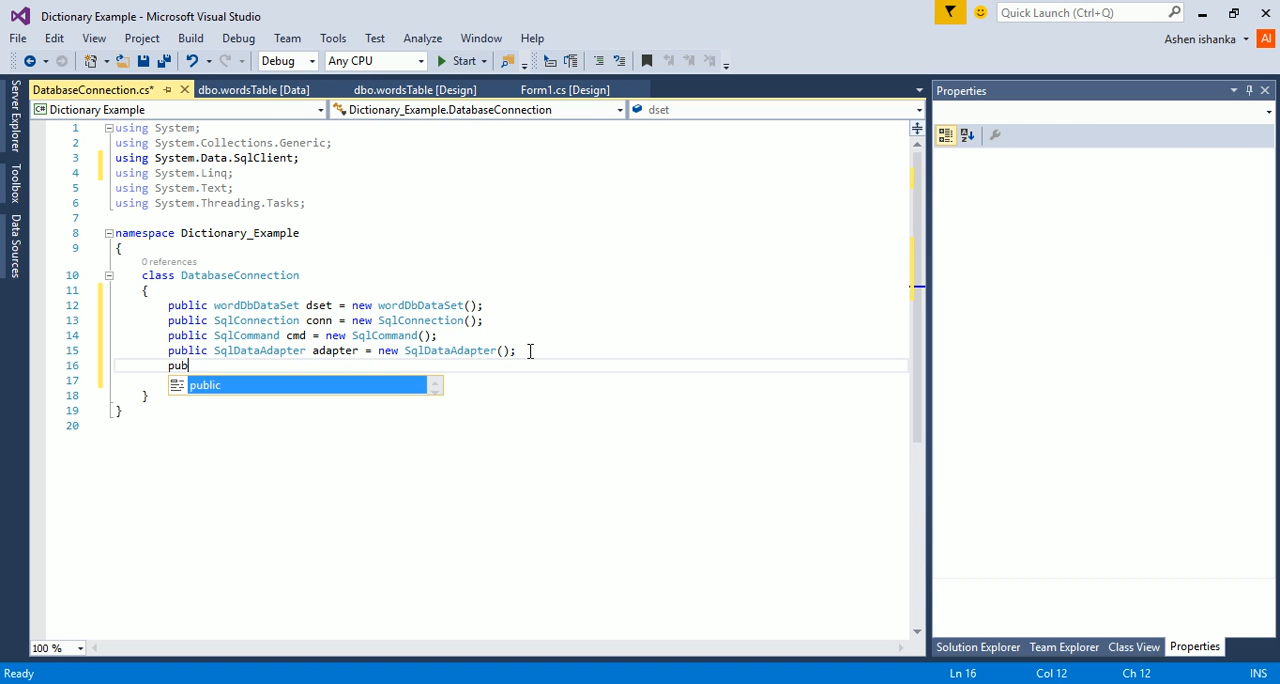 Dictionary Example - Microsoft Visual Studio
Quick Launch (Ctrl+Q)
File Edit View Project Build Debug Team Tools Test Analyze Window Help
Ashen ishanka AI
Debug Any CPU Start
Server Explorer
Toolbox
Data Sources
DatabaseConnection.cs* dbo.wordsTable [Data] dbo.wordsTable [Design] Form1.cs [Design]
Dictionary Example Dictionary_Example.DatabaseConnection dset
1 using System;
2 using System.Collections.Generic;
3 using System.Data.SqlClient;
4 using System.Linq;
5 using System.Text;
6 using System.Threading.Tasks;
7
8 namespace Dictionary_Example
9 {
0 references
10 class DatabaseConnection
11 {
12 public wordDbDataSet dset = new wordDbDataSet();
13 public SqlConnection conn = new SqlConnection();
14 public SqlCommand cmd = new SqlCommand();
15 public SqlDataAdapter adapter = new SqlDataAdapter();
16 pub
17 public
18 }
19 }
20
100 %
Properties
Solution Explorer Team Explorer Class View Properties
Ready Ln 16 Col 12 Ch 12 INS